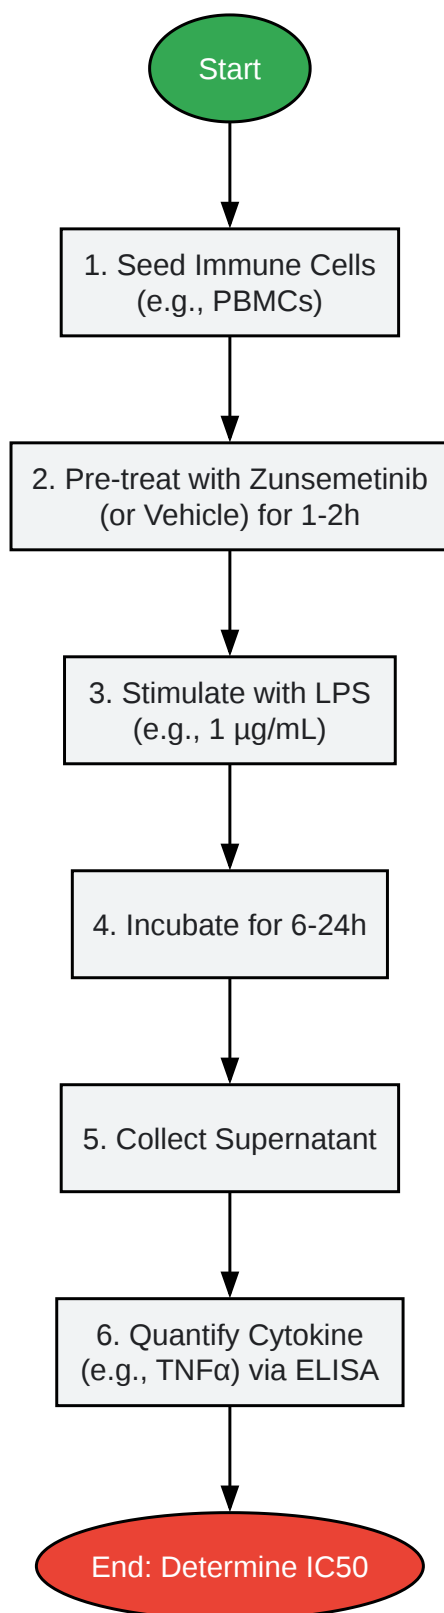 Start
1. Seed Immune Cells
(e.g., PBMCs)
2. Pre-treat with Zunsemetinib
(or Vehicle) for 1-2h
3. Stimulate with LPS
(e.g., 1 µg/mL)
4. Incubate for 6-24h
5. Collect Supernatant
6. Quantify Cytokine
(e.g., TNFα) via ELISA
End: Determine IC50